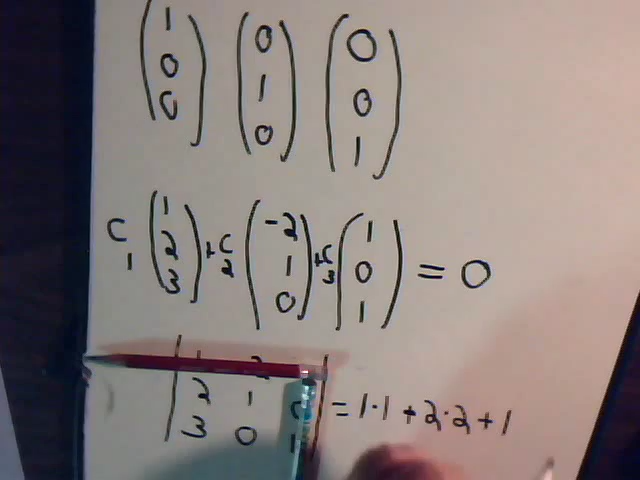 1 0 0
0 1 0
0 0 1
C₁ (1 2 3) + C₂ (-2 1 0) + C₃ (1 0 1) = 0
2 1
3 0 1 = 1·1 + 2·2 + 1